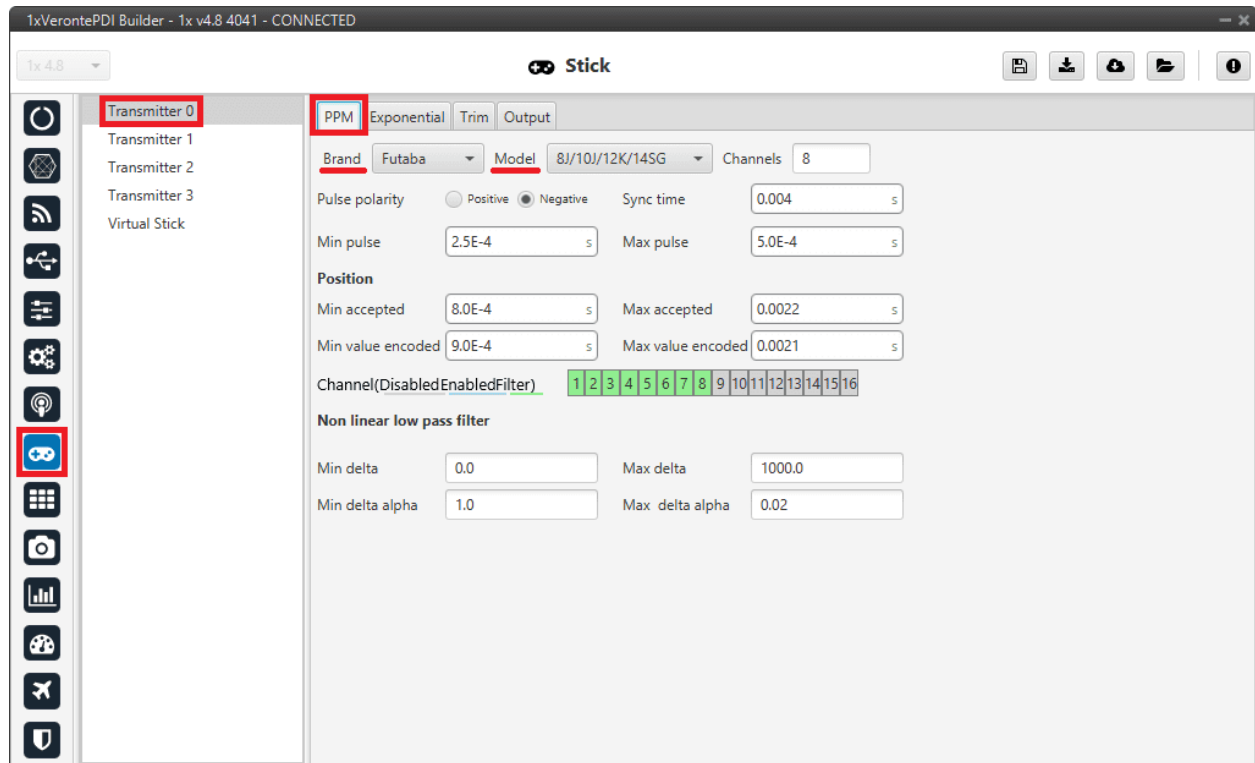 1xVerontePDI Builder - 1x v4.8 4041 - CONNECTED
1x 4.8
Stick
Transmitter 0
Transmitter 1
Transmitter 2
Transmitter 3
Virtual Stick
PPM Exponential Trim Output
Brand Futaba Model 8J/10J/12K/14SG Channels 8
Pulse polarity Positive Negative Sync time 0.004 s
Min pulse 2.5E-4 s Max pulse 5.0E-4 s
Position
Min accepted 8.0E-4 s Max accepted 0.0022 s
Min value encoded 9.0E-4 s Max value encoded 0.0021 s
Channel(Disabled Enabled Filter) 1 2 3 4 5 6 7 8 9 10 11 12 13 14 15 16
Non linear low pass filter
Min delta 0.0 Max delta 1000.0
Min delta alpha 1.0 Max delta alpha 0.02